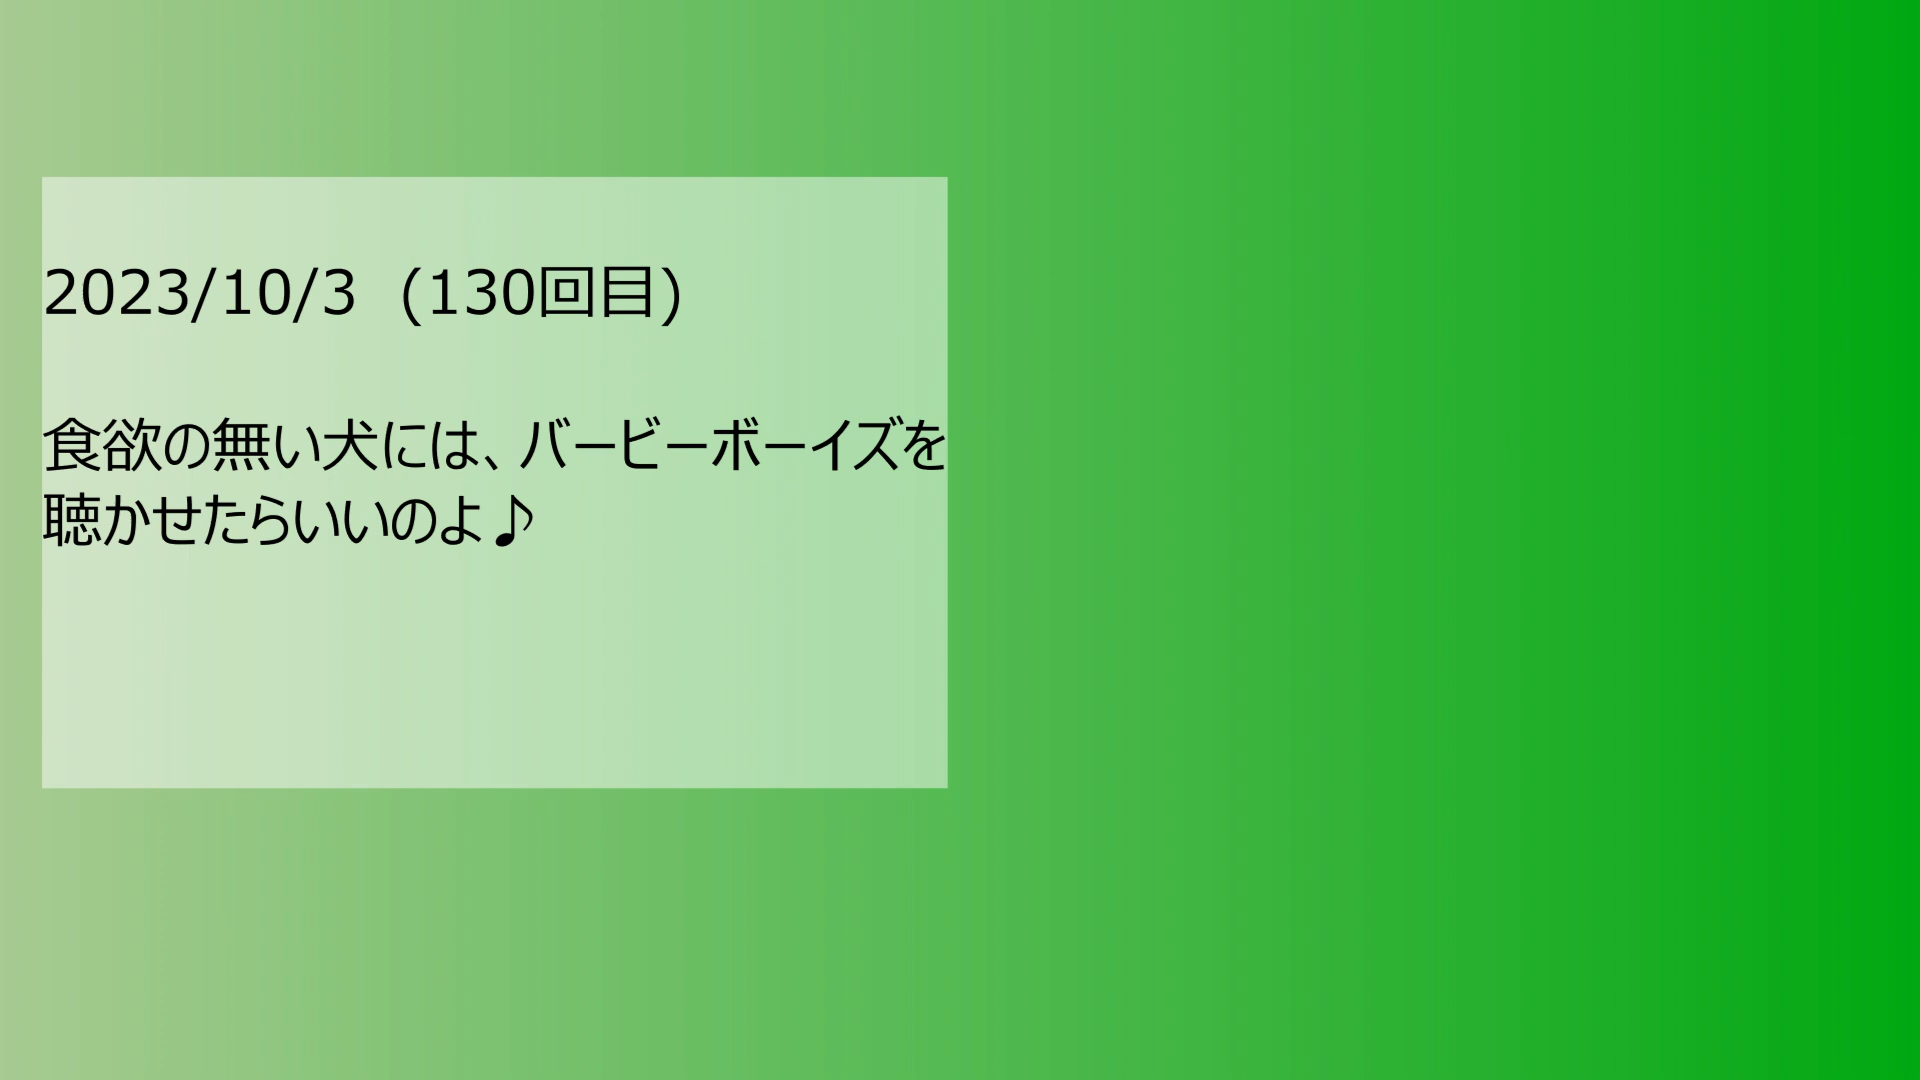 2023/10/3 (130回目)
食欲の無い犬には、バービーボーイズを
聴かせたらいいのよ♪